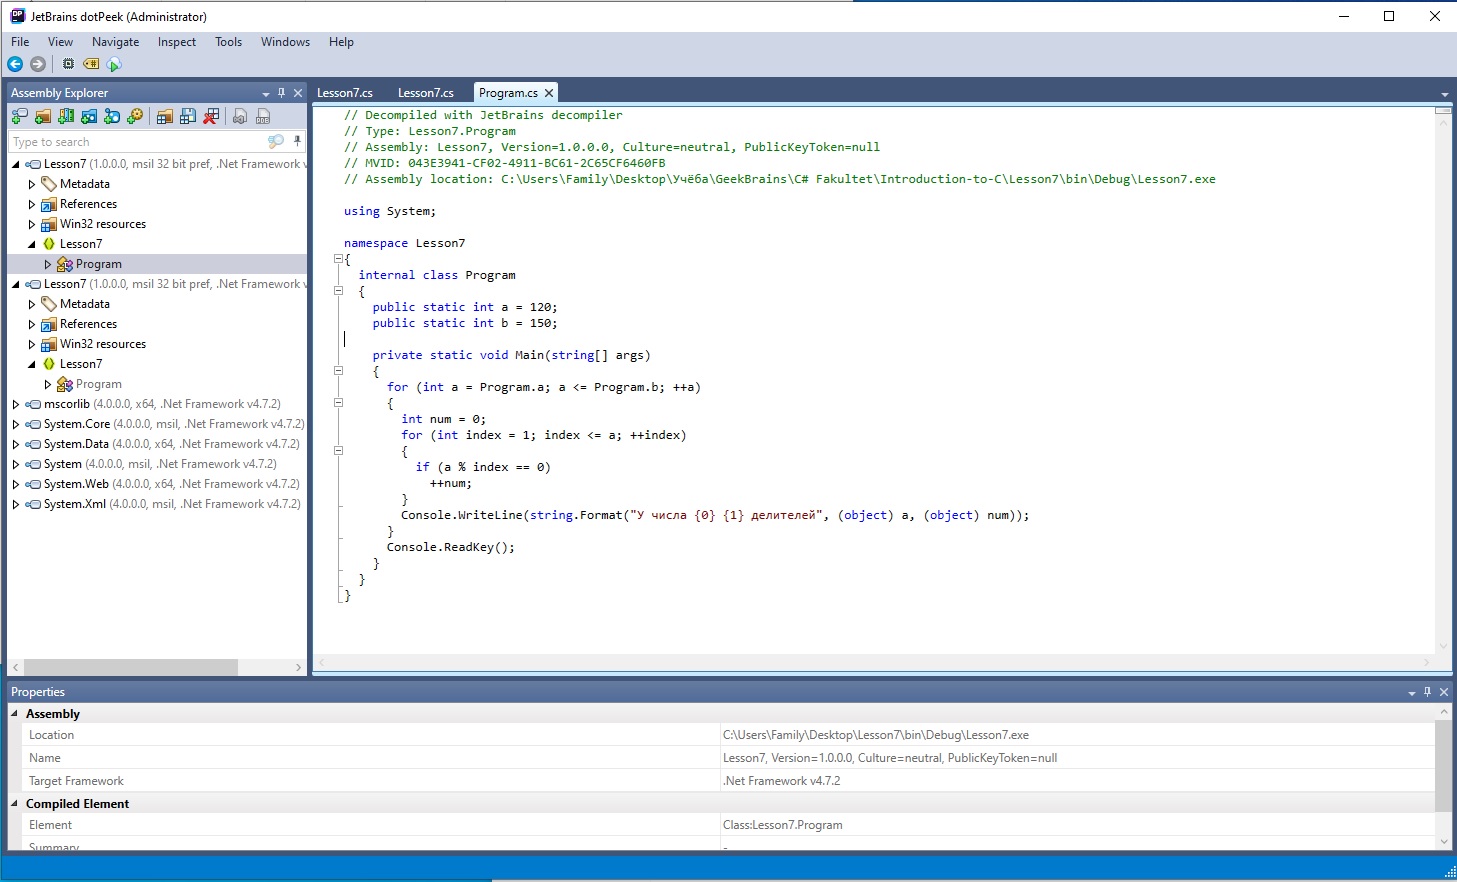 JetBrains dotPeek (Administrator)
File View Navigate Inspect Tools Windows Help
Assembly Explorer
Type to search
Lesson7 (1.0.0.0, msil 32 bit pref, .Net Framework v
Metadata
References
Win32 resources
Lesson7
Program
Lesson7 (1.0.0.0, msil 32 bit pref, .Net Framework v
Metadata
References
Win32 resources
Lesson7
Program
mscorlib (4.0.0.0, x64, .Net Framework v4.7.2)
System.Core (4.0.0.0, msil, .Net Framework v4.7.2)
System.Data (4.0.0.0, x64, .Net Framework v4.7.2)
System (4.0.0.0, msil, .Net Framework v4.7.2)
System.Web (4.0.0.0, x64, .Net Framework v4.7.2)
System.Xml (4.0.0.0, msil, .Net Framework v4.7.2)
Lesson7.cs Lesson7.cs Program.cs
// Decompiled with JetBrains decompiler
// Type: Lesson7.Program
// Assembly: Lesson7, Version=1.0.0.0, Culture=neutral, PublicKeyToken=null
// MVID: 043E3941-CF02-4911-BC61-2C65CF6460FB
// Assembly location: C:\Users\Family\Desktop\Учёба\GeekBrains\C# Fakultet\Introduction-to-C\Lesson7\bin\Debug\Lesson7.exe
using System;
namespace Lesson7
{
internal class Program
{
public static int a = 120;
public static int b = 150;
private static void Main(string[] args)
{
for (int a = Program.a; a <= Program.b; ++a)
{
int num = 0;
for (int index = 1; index <= a; ++index)
{
if (a % index == 0)
++num;
}
Console.WriteLine(string.Format("У числа {0} {1} делителей", (object) a, (object) num));
}
Console.ReadKey();
}
}
}
Properties
Assembly
Location C:\Users\Family\Desktop\Lesson7\bin\Debug\Lesson7.exe
Name Lesson7, Version=1.0.0.0, Culture=neutral, PublicKeyToken=null
Target Framework .Net Framework v4.7.2
Compiled Element
Element Class:Lesson7.Program
Summary -